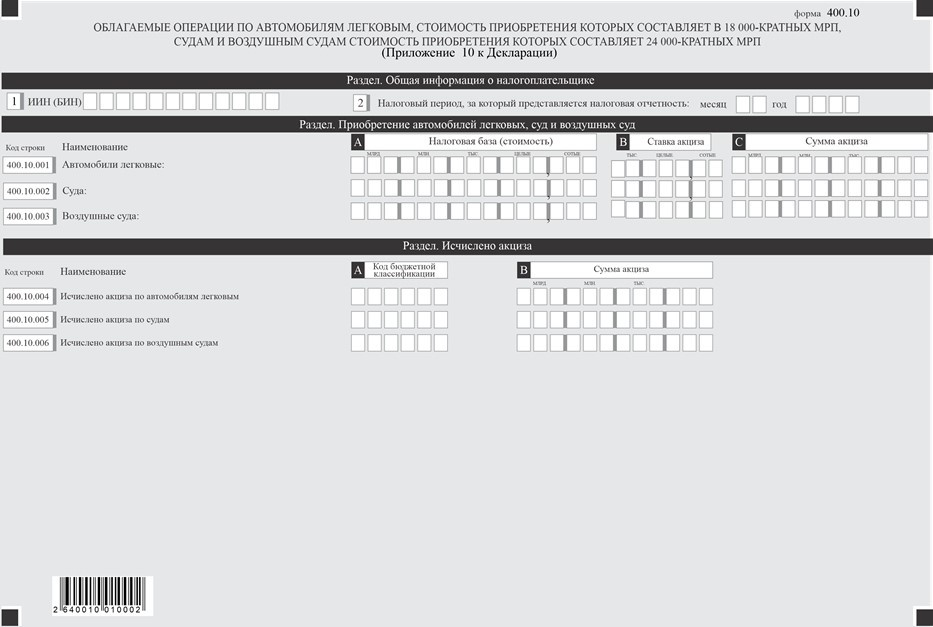 форма 400.10
ОБЛАГАЕМЫЕ ОПЕРАЦИИ ПО АВТОМОБИЛЯМ ЛЕГКОВЫМ, СТОИМОСТЬ ПРИОБРЕТЕНИЯ КОТОРЫХ СОСТАВЛЯЕТ В 18 000-КРАТНЫХ МРП,
СУДАМ И ВОЗДУШНЫМ СУДАМ СТОИМОСТЬ ПРИОБРЕТЕНИЯ КОТОРЫХ СОСТАВЛЯЕТ 24 000-КРАТНЫХ МРП
(Приложение 10 к Декларации)
Раздел. Общая информация о налогоплательщике
1 ИИН (БИН) 2 Налоговый период, за который представляется налоговая отчетность: месяц год
Раздел. Приобретение автомобилей легковых, суд и воздушных суд
Код строки Наименование A Налоговая база (стоимость) B Ставка акциза C Сумма акциза
МЛРД МЛН ТЫС ЦЕЛЫЕ СОТЫЕ ТЫС ЦЕЛЫЕ СОТЫЕ МЛРД МЛН ТЫС
400.10.001 Автомобили легковые:
400.10.002 Суда:
400.10.003 Воздушные суда:
Раздел. Исчислено акциза
Код строки Наименование A Код бюджетной классификации B Сумма акциза
МЛРД МЛН ТЫС
400.10.004 Исчислено акциза по автомобилям легковым
400.10.005 Исчислено акциза по судам
400.10.006 Исчислено акциза по воздушным судам
2 640010 010002